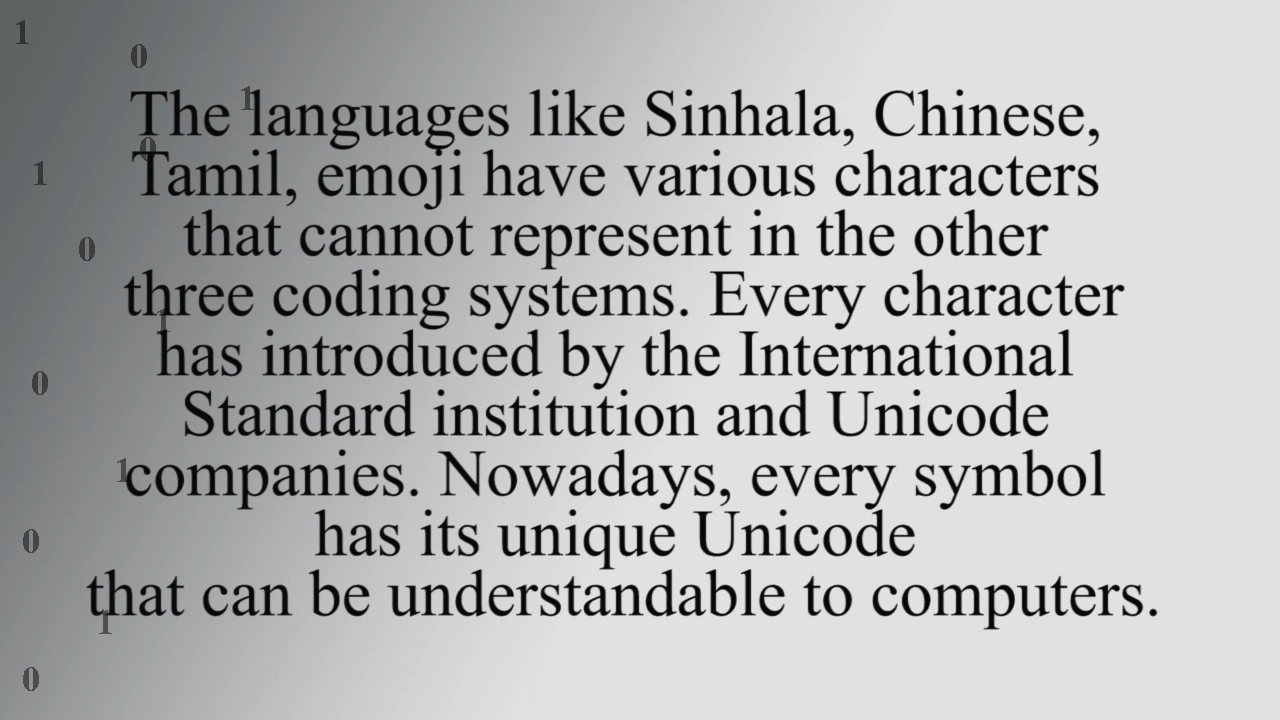 1
0
1
The languages like Sinhala, Chinese,
0
Tamil, emoji have various characters
1
that cannot represent in the other
0
three coding systems. Every character
1
has introduced by the International
0
Standard institution and Unicode
1
companies. Nowadays, every symbol
has its unique Unicode
0
that can be understandable to computers.
1
0